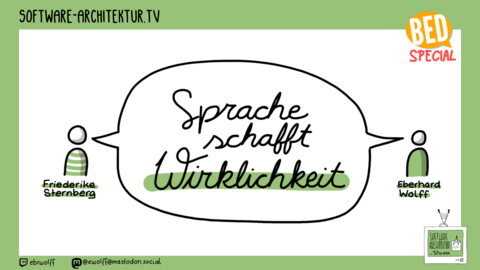 SOFTWARE-ARCHITEKTUR.TV
BED
SPECIAL
Sprache
schafft
Wirklichkeit
Friederike
Sternberg
Eberhard
Wolff
SOFTWARE
ARCHITEKTUR
im Stream
ebrwolff
@ewolff@mastodon.social